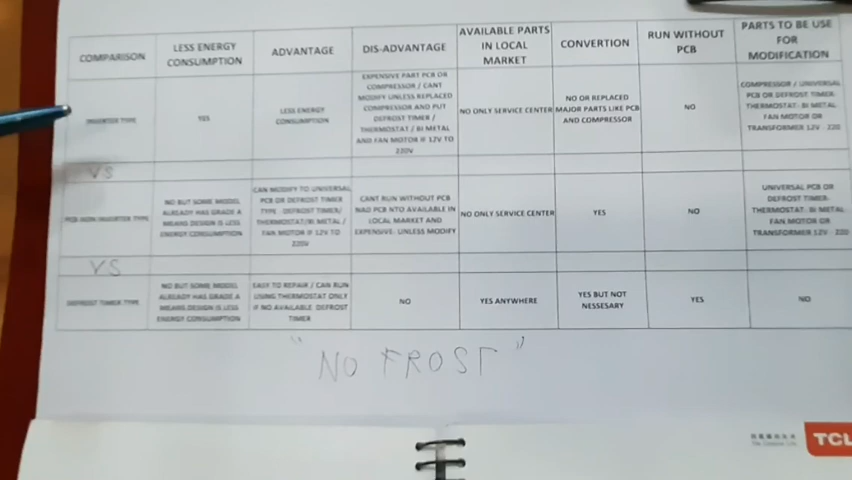 COMPARISON
LESS ENERGY
CONSUMPTION
ADVANTAGE
DIS-ADVANTAGE
AVAILABLE PARTS
IN LOCAL
MARKET
CONVERTION
RUN WITHOUT
PCB
PARTS TO BE USE
FOR
MODIFICATION
INVERTER TYPE
YES
LESS ENERGY
CONSUMPTION
EXPENSIVE PART PCB OR
COMPRESSOR / CANT
MODIFY UNLESS REPLACED
COMPRESSOR AND PUT
DEFROST TIMER /
THERMOSTAT / BI METAL
AND FAN MOTOR IF 12V TO
220V
NO ONLY SERVICE CENTER
NO OR REPLACED
MAJOR PARTS LIKE PCB
AND COMPRESSOR
NO
COMPRESSOR / UNIVERSAL
PCB OR DEFROST TIMER.
THERMOSTAT- BI METAL
FAN MOTOR OR
TRANSFORMER 12V - 220
VS
PCB NON INVERTER TYPE
NO BUT SOME MODEL
ALREADY HAS GRADE A
MEANS DESIGN IS LESS
ENERGY CONSUMPTION
CAN MODIFY TO UNIVERSAL
PCB OR DEFROST TIMER
TYPE DEFROST TIMER/
THERMOSTAT/BI METAL /
FAN MOTOR IF 12V TO
220V
CANT RUN WITHOUT PCB
NAD PCB NTO AVAILABLE IN
LOCAL MARKET AND
EXPENSIVE- UNLESS MODIFY
NO ONLY SERVICE CENTER
YES
NO
UNIVERSAL PCB OR
DEFROST TIMER.
THERMOSTAT- BI METAL
FAN MOTOR OR
TRANSFORMER 12V - 220
VS
DEFROST TIMER TYPE
NO BUT SOME MODEL
ALREADY HAS GRADE A
MEANS DESIGN IS LESS
ENERGY CONSUMPTION
EASY TO REPAIR / CAN RUN
USING THERMOSTAT ONLY
IF NO AVAILABLE DEFROST
TIMER
NO
YES ANYWHERE
YES BUT NOT
NESSESARY
YES
NO
"NO FROST"
The Creative Life
TCL